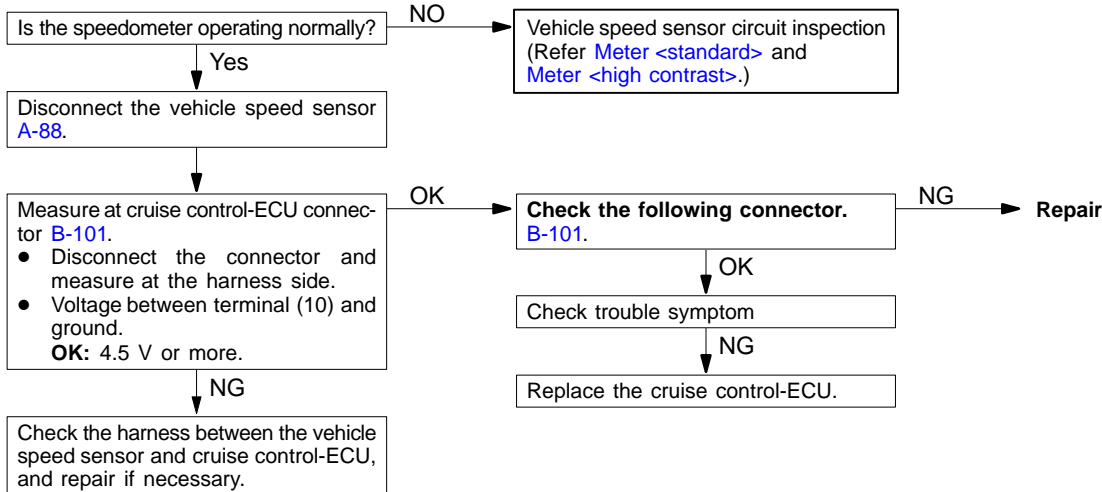 Is the speedometer operating normally?
NO
Vehicle speed sensor circuit inspection
(Refer Meter <standard> and
Meter <high contrast>.)
Yes
Disconnect the vehicle speed sensor
A-88.
Measure at cruise control-ECU connec-
tor B-101.
● Disconnect the connector and
measure at the harness side.
● Voltage between terminal (10) and
ground.
OK: 4.5 V or more.
OK
Check the following connector.
B-101.
NG
Repair
OK
Check trouble symptom
NG
Replace the cruise control-ECU.
NG
Check the harness between the vehicle
speed sensor and cruise control-ECU,
and repair if necessary.